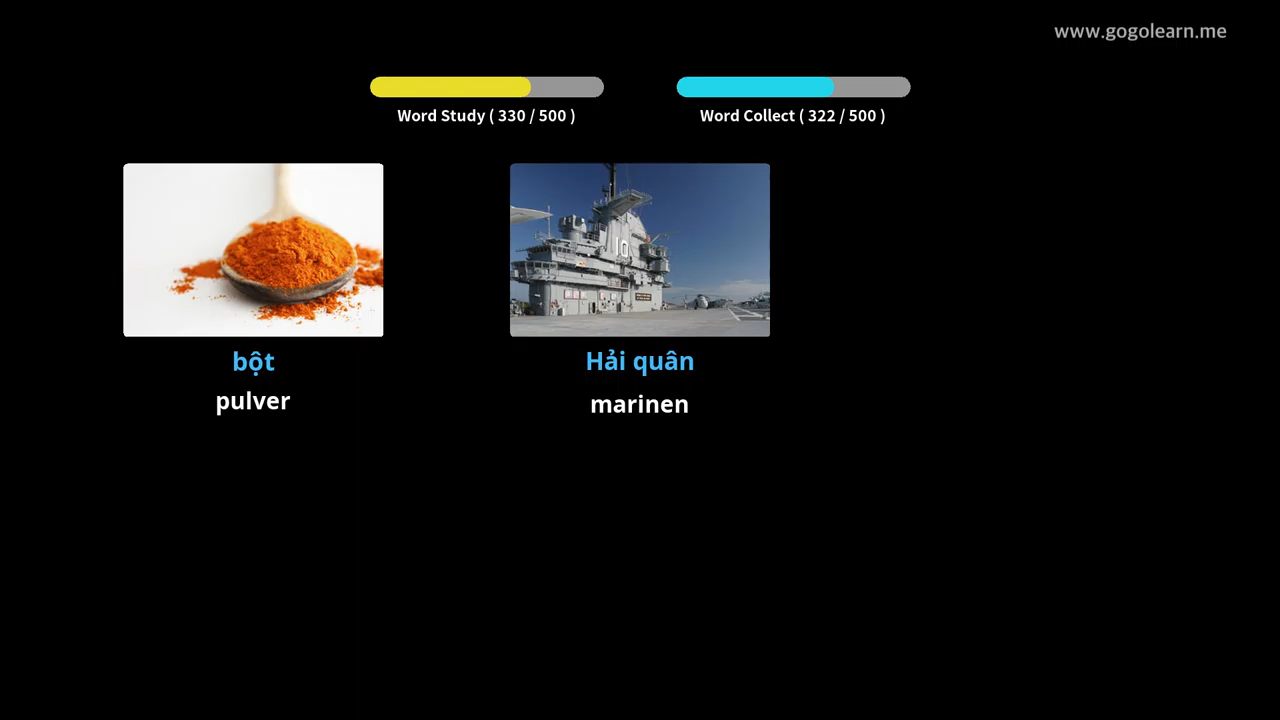 www.gogolearn.me
Word Study ( 330 / 500 )
Word Collect ( 322 / 500 )
bột
pulver
Hải quân
marinen